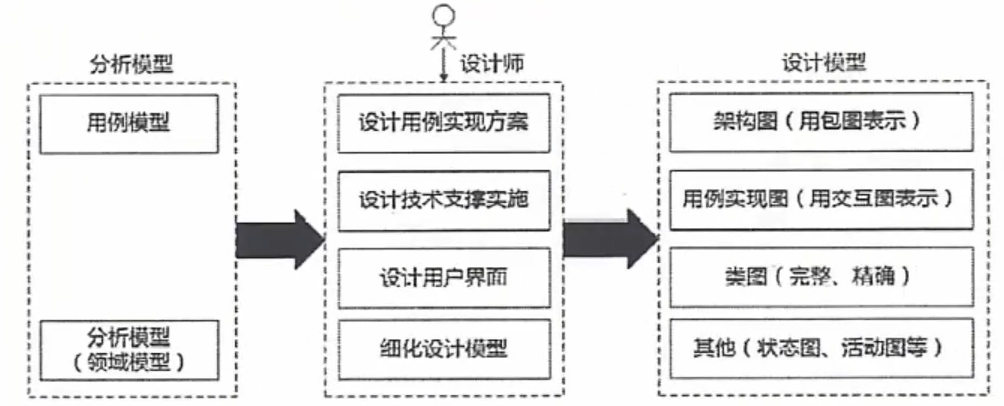 分析模型
用例模型
分析模型
（领域模型）
设计师
设计用例实现方案
设计技术支撑实施
设计用户界面
细化设计模型
设计模型
架构图（用包图表示）
用例实现图（用交互图表示）
类图（完整、精确）
其他（状态图、活动图等）